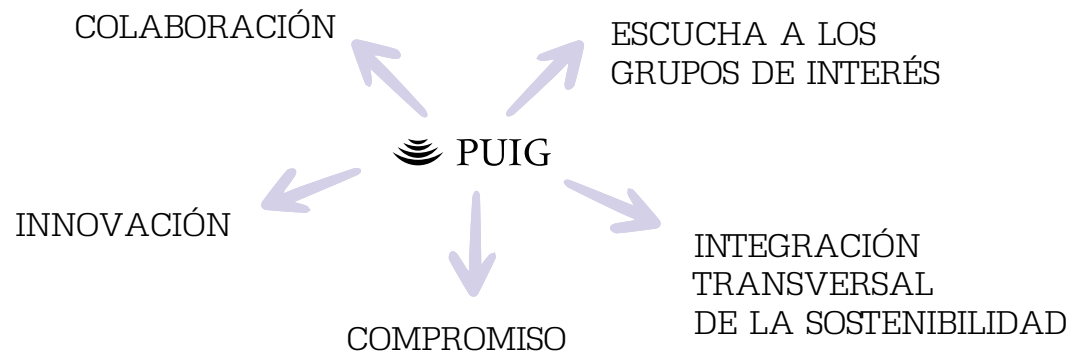 COLABORACIÓN
ESCUCHA A LOS
GRUPOS DE INTERÉS
PUIG
INNOVACIÓN
INTEGRACIÓN
TRANSVERSAL
DE LA SOSTENIBILIDAD
COMPROMISO